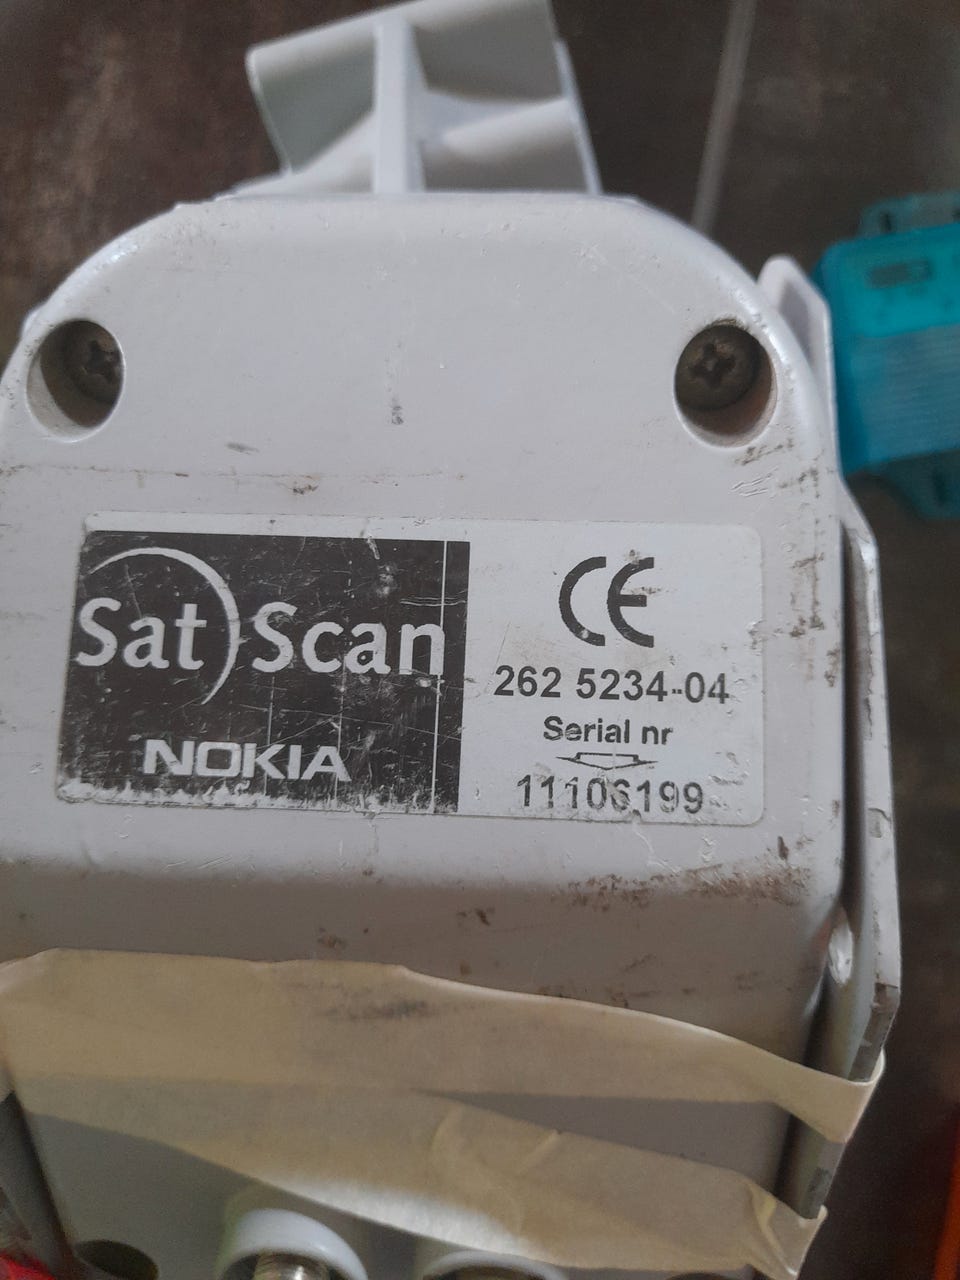 Sat Scan
NOKIA
CE
262 5234-04
Serial nr
11106199